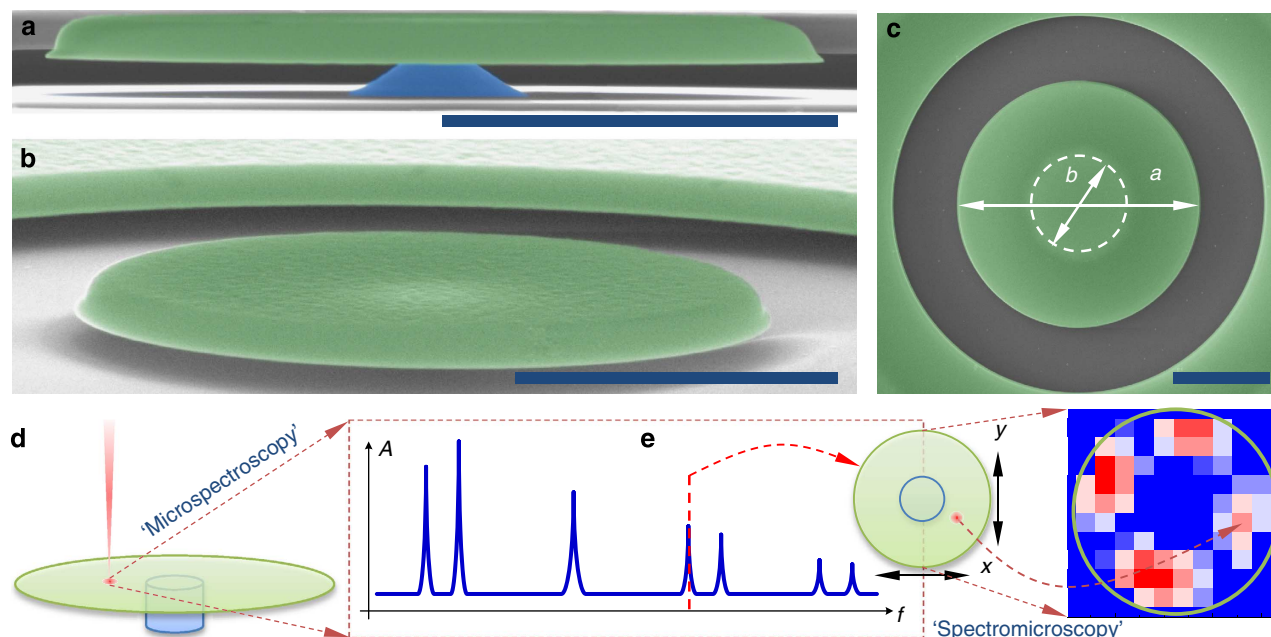 a
b
c
b
a
d
‘Microspectroscopy’
A
f
e
y
x
‘Spectromicroscopy’